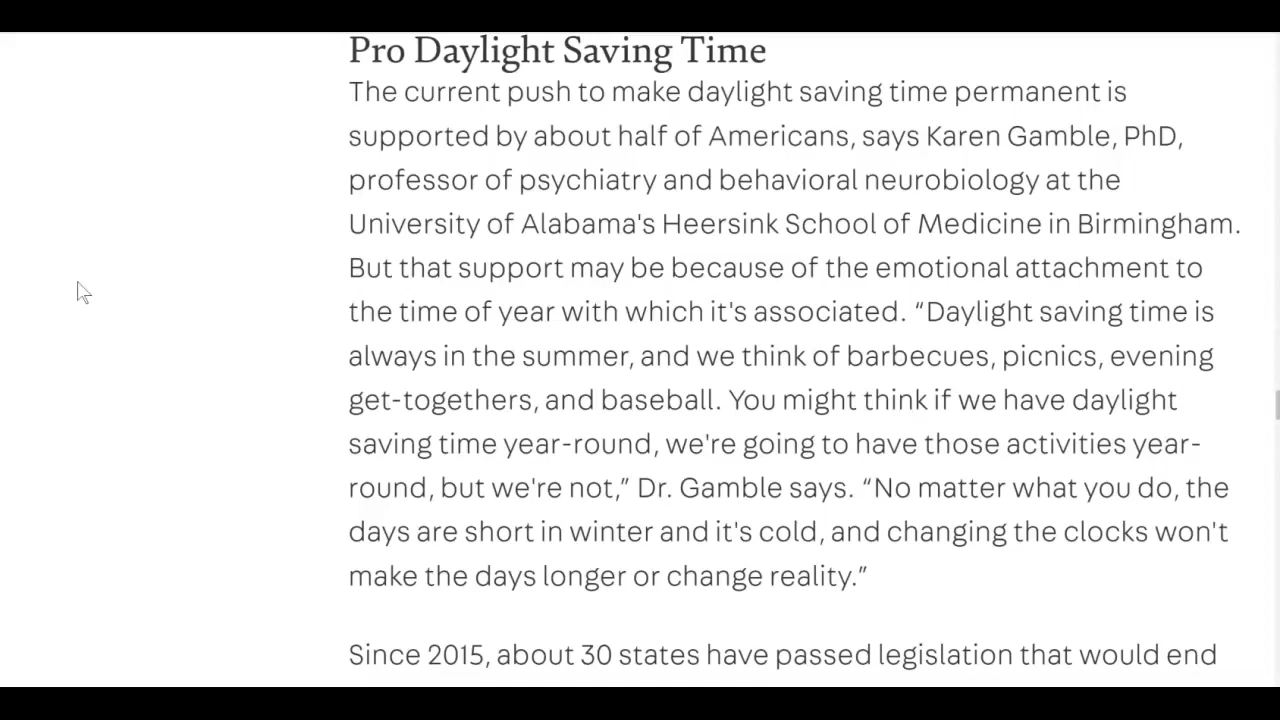 Pro Daylight Saving Time
The current push to make daylight saving time permanent is
supported by about half of Americans, says Karen Gamble, PhD,
professor of psychiatry and behavioral neurobiology at the
University of Alabama's Heersink School of Medicine in Birmingham.
But that support may be because of the emotional attachment to
the time of year with which it's associated. “Daylight saving time is
always in the summer, and we think of barbecues, picnics, evening
get-togethers, and baseball. You might think if we have daylight
saving time year-round, we're going to have those activities year-
round, but we're not,” Dr. Gamble says. “No matter what you do, the
days are short in winter and it's cold, and changing the clocks won't
make the days longer or change reality.”
Since 2015, about 30 states have passed legislation that would end